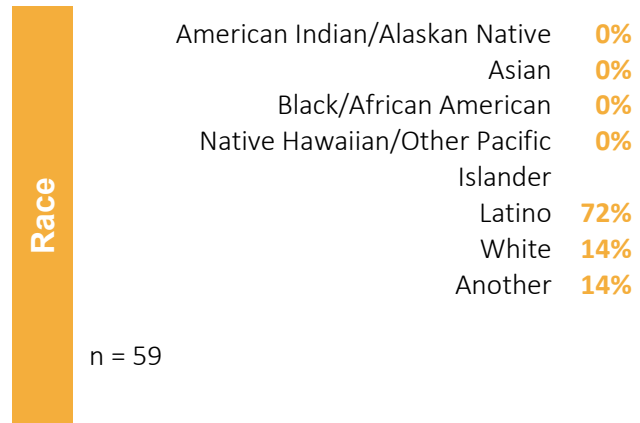 Race
American Indian/Alaskan Native 0%
Asian 0%
Black/African American 0%
Native Hawaiian/Other Pacific 0%
Islander
Latino 72%
White 14%
Another 14%
n = 59